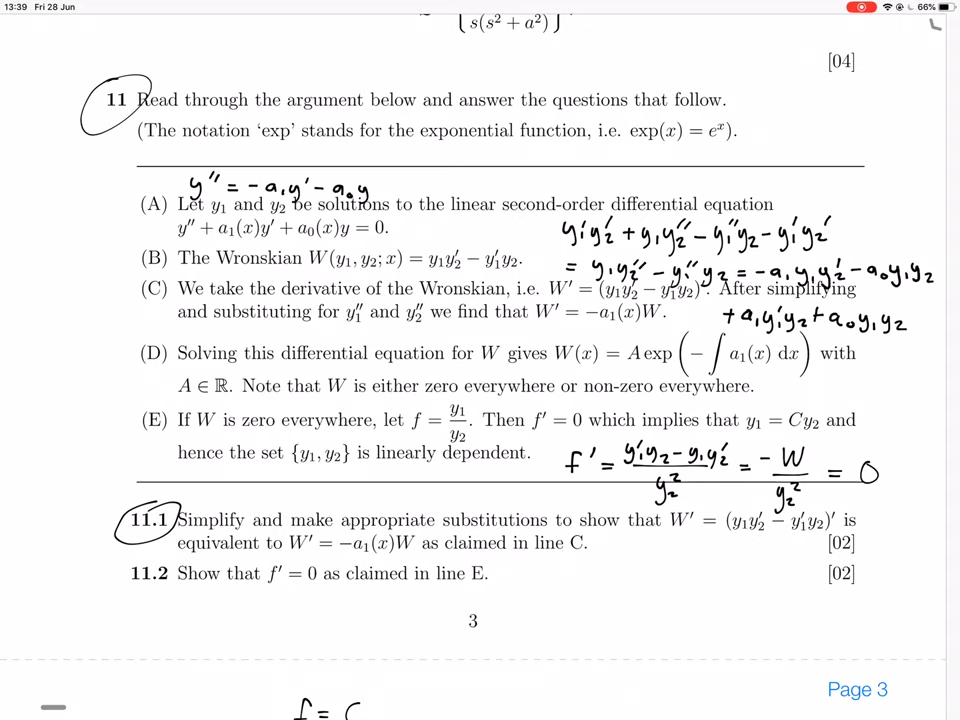 13:39 Fri 28 Jun 66%
s(s² + a²)
[04]
11 Read through the argument below and answer the questions that follow.
(The notation ‘exp’ stands for the exponential function, i.e. exp(x) = eˣ).
y″ = −a₁y′ − a₀y
(A) Let y₁ and y₂ be solutions to the linear second-order differential equation
y″ + a₁(x)y′ + a₀(x)y = 0.
y₁′y₂′ + y₁y₂″ − y₁″y₂ − y₁′y₂′
(B) The Wronskian W(y₁, y₂; x) = y₁y₂′ − y₁′y₂.
= y₁y₂″ − y₁″y₂ = −a₁y₁y₂′ − a₀y₁y₂
(C) We take the derivative of the Wronskian, i.e. W′ = (y₁y₂′ − y₁′y₂)′. After simplifying
and substituting for y₁″ and y₂″ we find that W′ = −a₁(x)W.
+ a₁y₁′y₂ + a₀y₁y₂
(D) Solving this differential equation for W gives W(x) = A exp(−∫ a₁(x) dx) with
A ∈ ℝ. Note that W is either zero everywhere or non-zero everywhere.
(E) If W is zero everywhere, let f = y₁/y₂. Then f′ = 0 which implies that y₁ = Cy₂ and
hence the set {y₁, y₂} is linearly dependent.
f′ = (y₁′y₂ − y₁y₂′)/y₂² = −W/y₂² = 0
11.1 Simplify and make appropriate substitutions to show that W′ = (y₁y₂′ − y₁′y₂)′ is
equivalent to W′ = −a₁(x)W as claimed in line C. [02]
11.2 Show that f′ = 0 as claimed in line E. [02]
3
Page 3
f = C